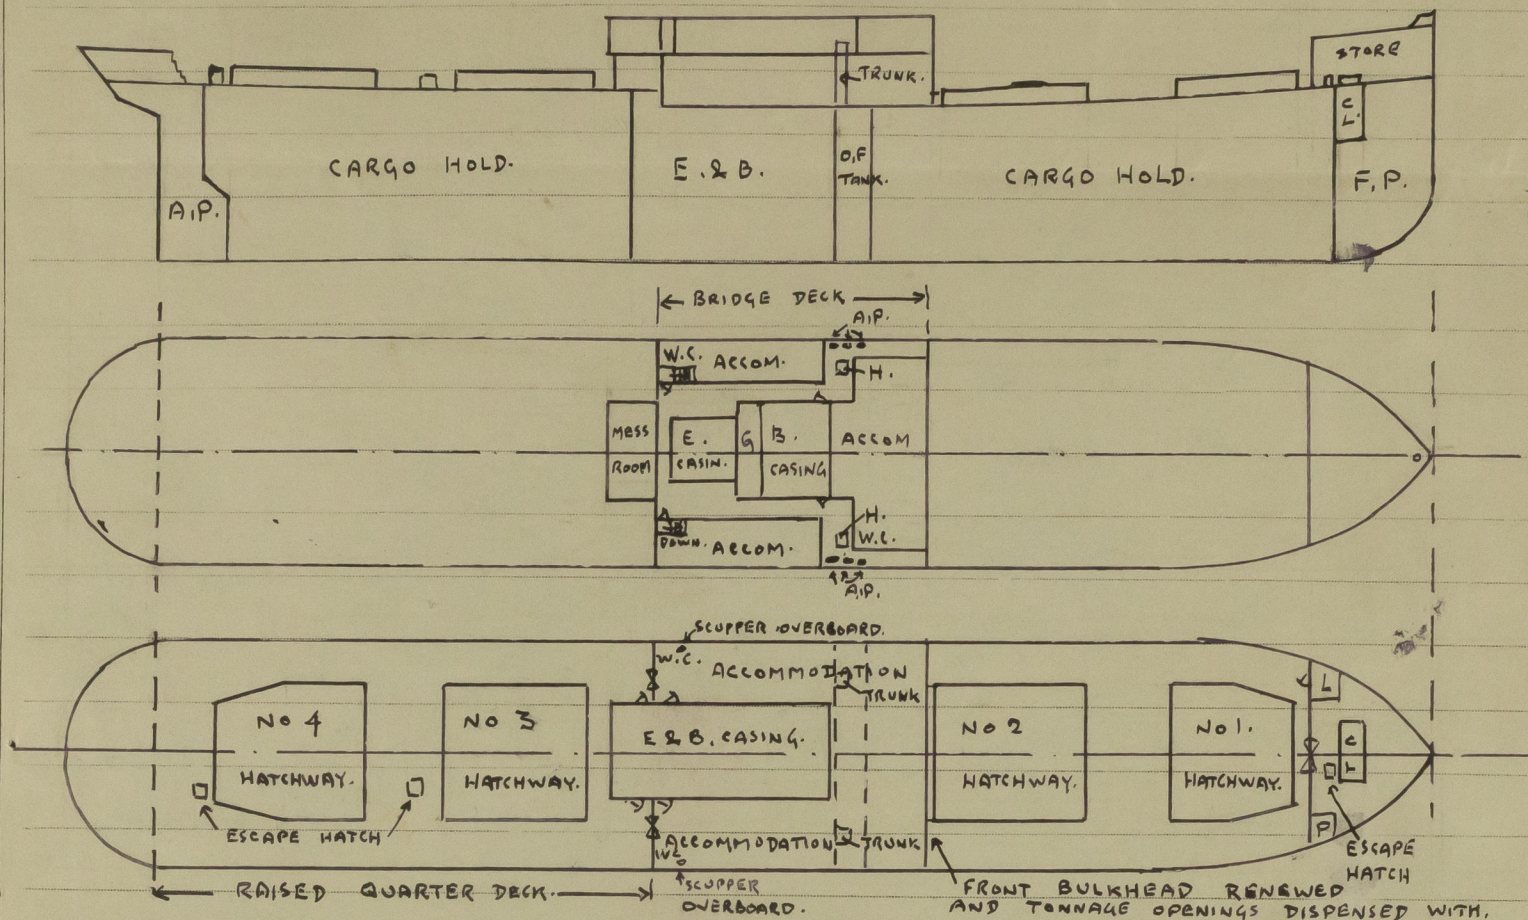 STORE
TRUNK.
C
L.
CARGO HOLD.
E. & B.
O.F
TANK.
CARGO HOLD.
F.P.
A.P.
BRIDGE DECK
A.P.
W.C. ACCOM.
H.
MESS
ROOM
E.
CASIN.
G
B.
CASING
ACCOM
H.
W.C.
DOWN. ACCOM.
A.P.
SCUPPER OVERBOARD.
W.C.
ACCOMMODATION
TRUNK
L
No 4
HATCHWAY.
No 3
HATCHWAY.
E & B. CASING.
No 2
HATCHWAY.
No 1.
HATCHWAY.
C
L
ESCAPE HATCH
ACCOMMODATION
TRUNK
P
ESCAPE
HATCH
RAISED QUARTER DECK.
SCUPPER
OVERBOARD.
FRONT BULKHEAD RENEWED
AND TONNAGE OPENINGS DISPENSED WITH.